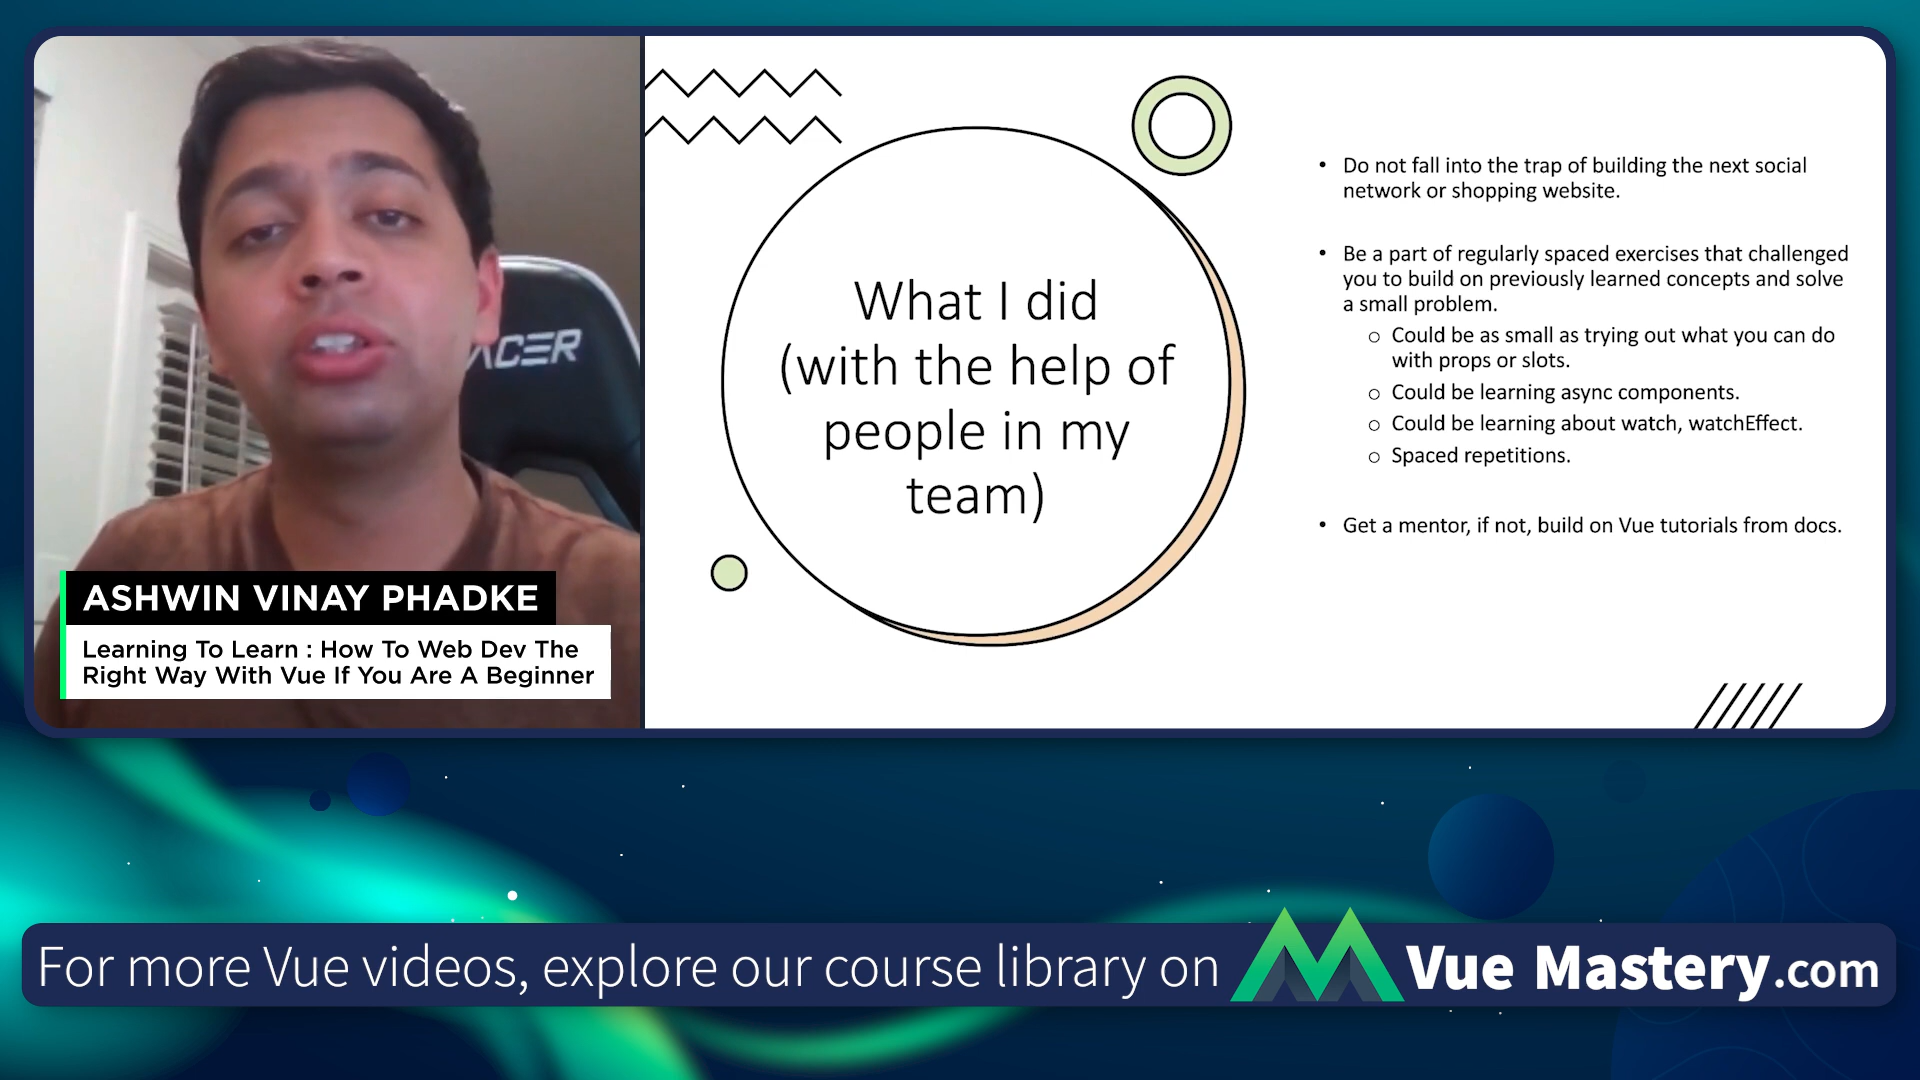 ACER
ASHWIN VINAY PHADKE
Learning To Learn : How To Web Dev The
Right Way With Vue If You Are A Beginner
What I did
(with the help of
people in my
team)
• Do not fall into the trap of building the next social
network or shopping website.
• Be a part of regularly spaced exercises that challenged
you to build on previously learned concepts and solve
a small problem.
o Could be as small as trying out what you can do
with props or slots.
o Could be learning async components.
o Could be learning about watch, watchEffect.
o Spaced repetitions.
• Get a mentor, if not, build on Vue tutorials from docs.
For more Vue videos, explore our course library on Vue Mastery.com